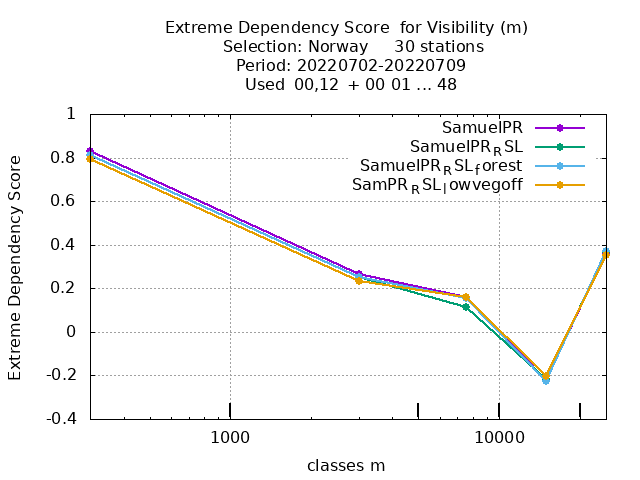 Extreme Dependency Score for Visibility (m)
Selection: Norway 30 stations
Period: 20220702-20220709
Used 00,12 + 00 01 ... 48
SamuelPR
SamuelPR_RSL
SamuelPR_RSL_forest
SamPR_RSL_lowvegoff
Extreme Dependency Score
1
0.8
0.6
0.4
0.2
0
-0.2
-0.4
1000
10000
classes m